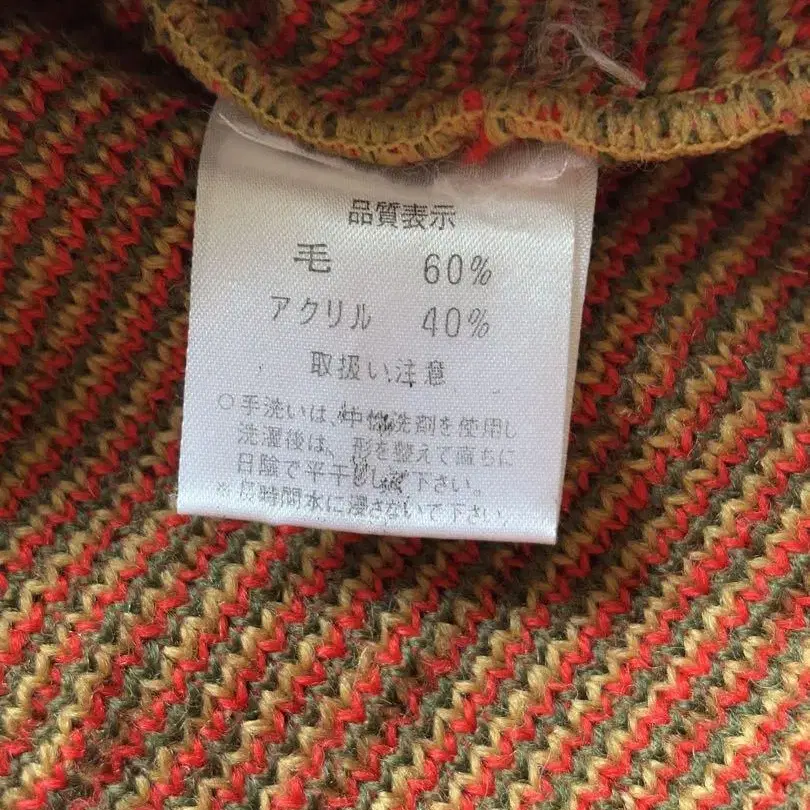 品質表示
毛 60%
アクリル 40%
取扱い注意
○手洗いは、中性洗剤を使用し
洗濯後は、形を整えて直ちに
日陰で平干しして下さい。
※長時間水に浸さないで下さい。